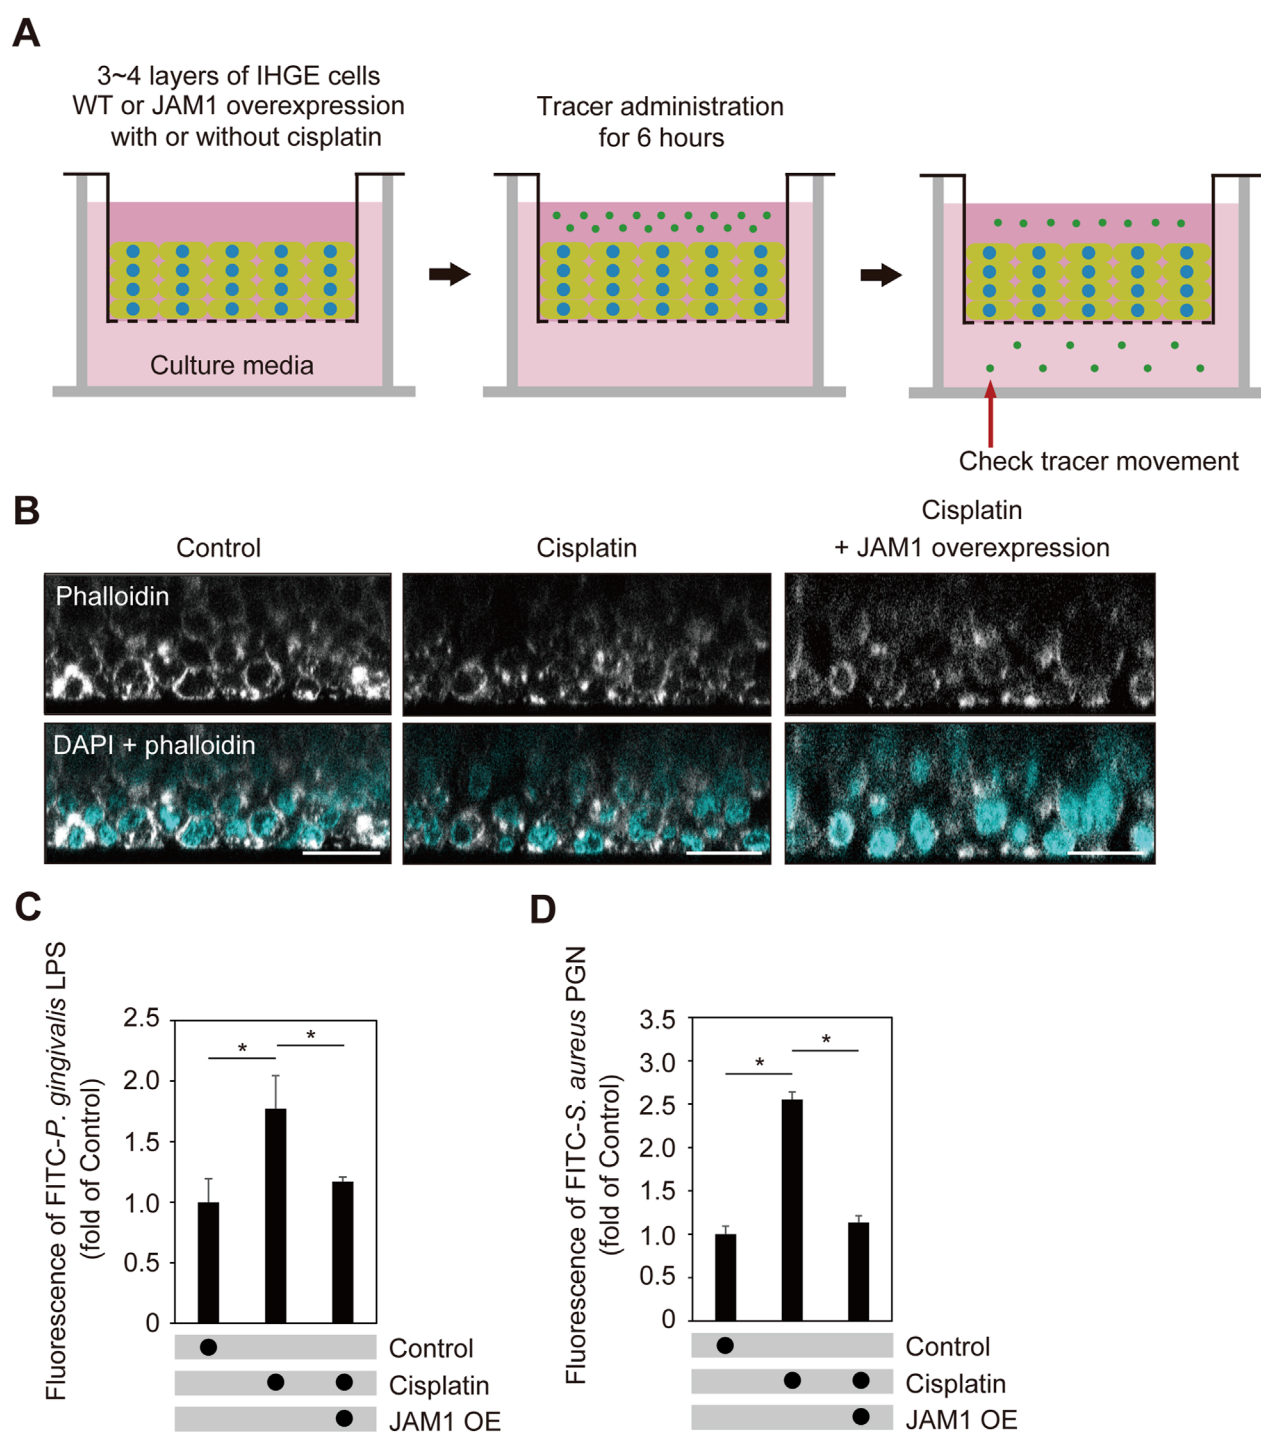 A
3~4 layers of IHGE cells
WT or JAM1 overexpression
with or without cisplatin
Tracer administration
for 6 hours
Culture media
Check tracer movement
B
Control
Cisplatin
Cisplatin
+ JAM1 overexpression
Phalloidin
DAPI + phalloidin
C
Fluorescence of FITC-P. gingivalis LPS
(fold of Control)
2.5
2.0
1.5
1.0
0.5
0
*
*
Control
Cisplatin
JAM1 OE
D
Fluorescence of FITC-S. aureus PGN
(fold of Control)
3.5
3.0
2.5
2.0
1.5
1.0
0.5
0
*
*
Control
Cisplatin
JAM1 OE